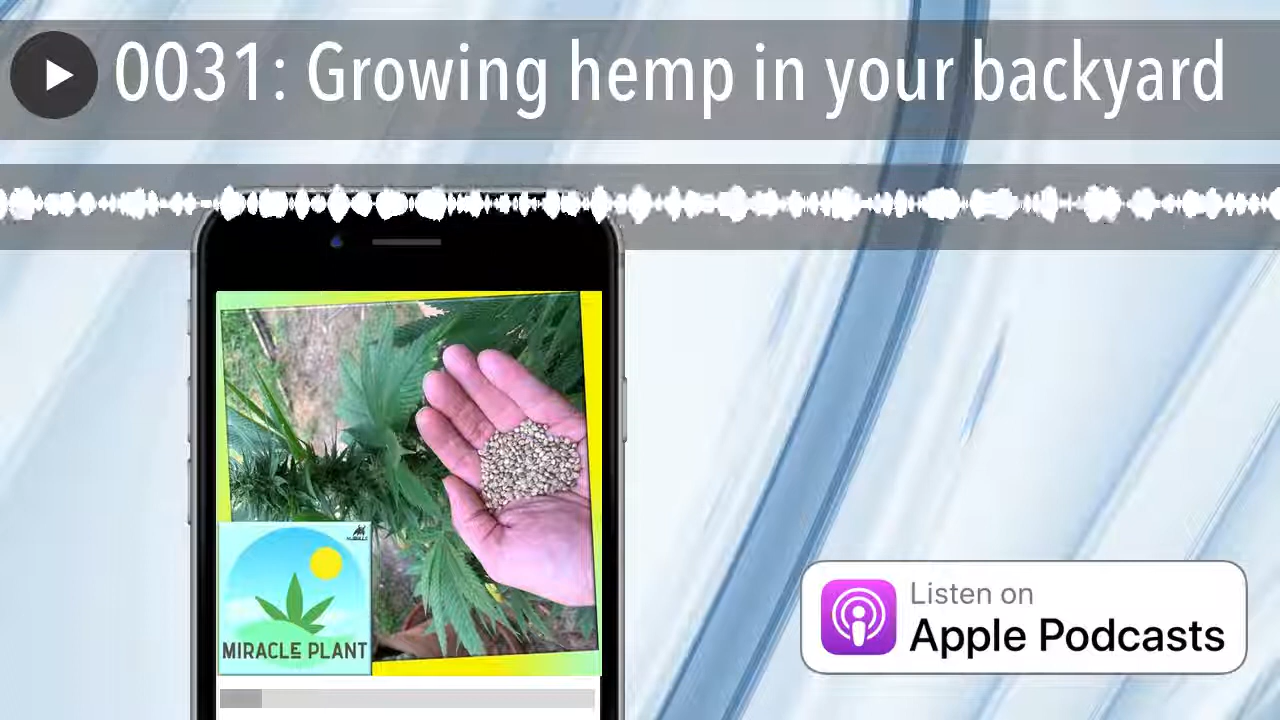 0031: Growing hemp in your backyard
MIRACLE PLANT
Listen on
Apple Podcasts